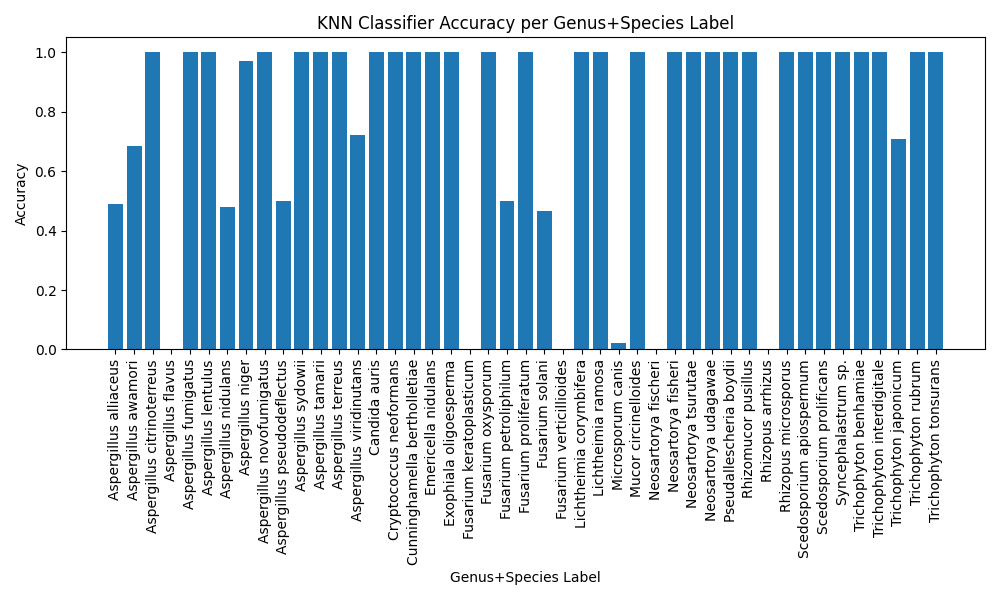 KNN Classifier Accuracy per Genus+Species Label
Accuracy
1.0
0.8
0.6
0.4
0.2
0.0
Aspergillus alliaceus
Aspergillus awamori
Aspergillus citrinoterreus
Aspergillus flavus
Aspergillus fumigatus
Aspergillus lentulus
Aspergillus nidulans
Aspergillus niger
Aspergillus novofumigatus
Aspergillus pseudodeflectus
Aspergillus sydowii
Aspergillus tamarii
Aspergillus terreus
Aspergillus viridinutans
Candida auris
Cryptococcus neoformans
Cunninghamella bertholletiae
Emericella nidulans
Exophiala oligoesperma
Fusarium keratoplasticum
Fusarium oxysporum
Fusarium petroliphilum
Fusarium proliferatum
Fusarium solani
Fusarium verticillioides
Lichtheimia corymbifera
Lichtheimia ramosa
Microsporum canis
Mucor circinelloides
Neosartorya fischeri
Neosartorya fisheri
Neosartorya tsurutae
Neosartorya udagawae
Pseudallescheria boydii
Rhizomucor pusillus
Rhizopus arrhizus
Rhizopus microsporus
Scedosporium apiospermum
Scedosporium prolificans
Syncephalastrum sp.
Trichophyton benhamiae
Trichophyton interdigitale
Trichophyton japonicum
Trichophyton rubrum
Trichophyton tonsurans
Genus+Species Label